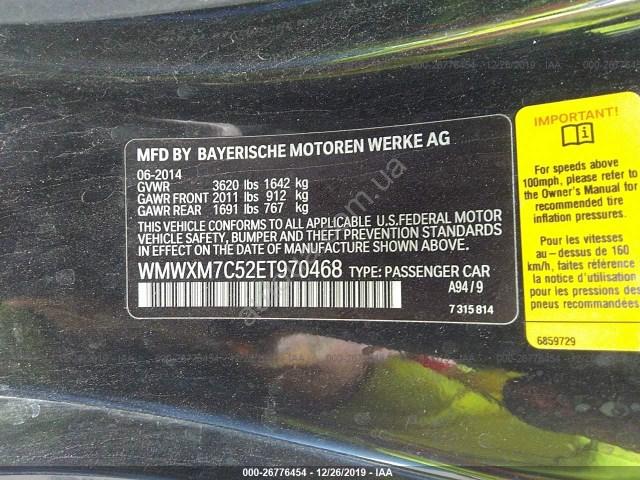 MFD BY BAYERISCHE MOTOREN WERKE AG
06-2014
GVWR 3620 lbs 1642 kg
GAWR FRONT 2011 lbs 912 kg
GAWR REAR 1691 lbs 767 kg
THIS VEHICLE CONFORMS TO ALL APPLICABLE U.S. FEDERAL MOTOR
VEHICLE SAFETY, BUMPER, AND THEFT PREVENTION STANDARDS
IN EFFECT ON THE DATE OF MANUFACTURE SHOWN ABOVE.
WMWXM7C52ET970468 TYPE: PASSENGER CAR
A94/9
7 315 814
IMPORTANT!
For speeds above
100mph, please refer to
the Owner's Manual for
recommended tire
inflation pressures.
Pour les vitesses
au-dessus de 160
km/h, veuillez consulter
la notice d'utilisation
pour les pressions des
pneus recommandées
6859729
000-26776454 - 12/26/2019 - IAA